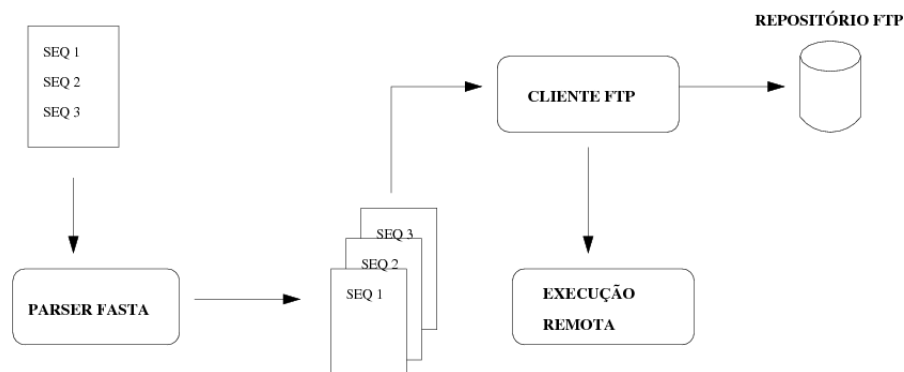 SEQ 1
SEQ 2
SEQ 3
PARSER FASTA
SEQ 3
SEQ 2
SEQ 1
CLIENTE FTP
REPOSITÓRIO FTP
EXECUÇÃO
REMOTA